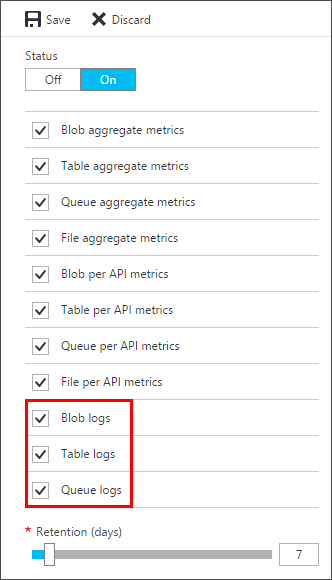 Save Discard
Status
Off On
Blob aggregate metrics
Table aggregate metrics
Queue aggregate metrics
File aggregate metrics
Blob per API metrics
Table per API metrics
Queue per API metrics
File per API metrics
Blob logs
Table logs
Queue logs
* Retention (days)
7